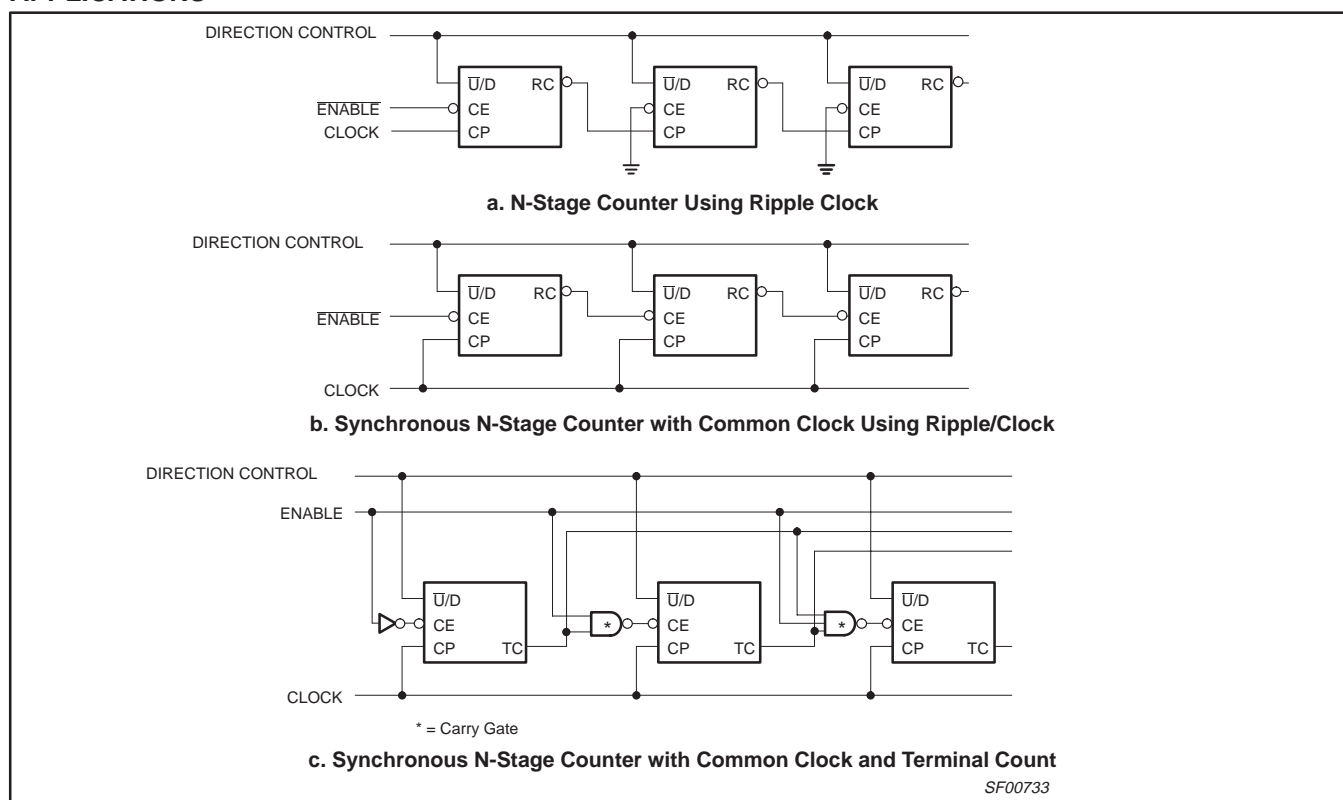 APPLICATIONS
DIRECTION CONTROL
U̅/D RC U̅/D RC U̅/D RC
E̅N̅A̅B̅L̅E̅ CE CE CE
CLOCK CP CP CP
a. N-Stage Counter Using Ripple Clock
DIRECTION CONTROL
U̅/D RC U̅/D RC U̅/D RC
E̅N̅A̅B̅L̅E̅ CE CE CE
CP CP CP
CLOCK
b. Synchronous N-Stage Counter with Common Clock Using Ripple/Clock
DIRECTION CONTROL
ENABLE
U̅/D U̅/D U̅/D
CE * CE * CE
CP TC CP TC CP TC
CLOCK
* = Carry Gate
c. Synchronous N-Stage Counter with Common Clock and Terminal Count
SF00733